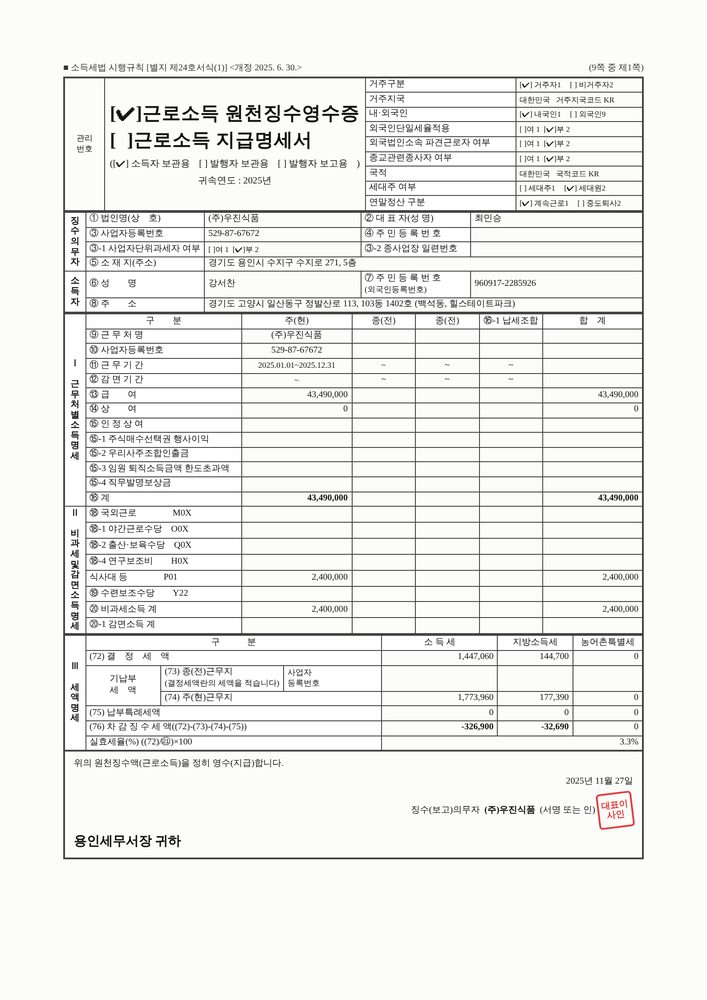 ■ 소득세법 시행규칙 [별지 제24호서식(1)] <개정 2025. 6. 30.> (9쪽 중 제1쪽)
관리
번호
[✔]근로소득 원천징수영수증
[ ]근로소득 지급명세서
([✔] 소득자 보관용 [ ] 발행자 보관용 [ ] 발행자 보고용 )
귀속연도 : 2025년
거주구분 [✔] 거주자1 [ ] 비거주자2
거주지국 대한민국 거주지국코드 KR
내·외국인 [✔] 내국인1 [ ] 외국인9
외국인단일세율적용 [ ]여 1 [✔]부 2
외국법인소속 파견근로자 여부 [ ]여 1 [✔]부 2
종교관련종사자 여부 [ ]여 1 [✔]부 2
국적 대한민국 국적코드 KR
세대주 여부 [ ] 세대주1 [✔] 세대원2
연말정산 구분 [✔] 계속근로1 [ ] 중도퇴사2
징수의무자
① 법인명(상 호) (주)우진식품 ② 대 표 자(성 명) 최민승
③ 사업자등록번호 529-87-67672 ④ 주 민 등 록 번 호
③-1 사업자단위과세자 여부 [ ]여 1 [✔]부 2 ③-2 종사업장 일련번호
⑤ 소 재 지(주소) 경기도 용인시 수지구 수지로 271, 5층
소득자
⑥ 성 명 강서찬 ⑦ 주 민 등 록 번 호 (외국인등록번호) 960917-2285926
⑧ 주 소 경기도 고양시 일산동구 정발산로 113, 103동 1402호 (백석동, 힐스테이트파크)
Ⅰ 근무처별소득명세
구 분 주(현) 종(전) 종(전) ⑯-1 납세조합 합 계
⑨ 근 무 처 명 (주)우진식품
⑩ 사업자등록번호 529-87-67672
⑪ 근 무 기 간 2025.01.01~2025.12.31 ~ ~ ~
⑫ 감 면 기 간 ~ ~ ~ ~
⑬ 급 여 43,490,000 43,490,000
⑭ 상 여 0 0
⑮ 인 정 상 여
⑮-1 주식매수선택권 행사이익
⑮-2 우리사주조합인출금
⑮-3 임원 퇴직소득금액 한도초과액
⑮-4 직무발명보상금
⑯ 계 43,490,000 43,490,000
Ⅱ 비과세및감면소득명세
⑱ 국외근로 M0X
⑱-1 야간근로수당 O0X
⑱-2 출산·보육수당 Q0X
⑱-4 연구보조비 H0X
식사대 등 P01 2,400,000 2,400,000
⑲ 수련보조수당 Y22
⑳ 비과세소득 계 2,400,000 2,400,000
⑳-1 감면소득 계
Ⅲ 세액명세
구 분 소 득 세 지방소득세 농어촌특별세
(72) 결 정 세 액 1,447,060 144,700 0
기납부
세 액
(73) 종(전)근무지
(결정세액란의 세액을 적습니다)
사업자
등록번호
(74) 주(현)근무지 1,773,960 177,390 0
(75) 납부특례세액 0 0 0
(76) 차 감 징 수 세 액((72)-(73)-(74)-(75)) -326,900 -32,690 0
실효세율(%) ((72)/㉑)×100 3.3%
위의 원천징수액(근로소득)을 정히 영수(지급)합니다.
2025년 11월 27일
징수(보고)의무자 (주)우진식품 (서명 또는 인)
대표이
사인
용인세무서장 귀하